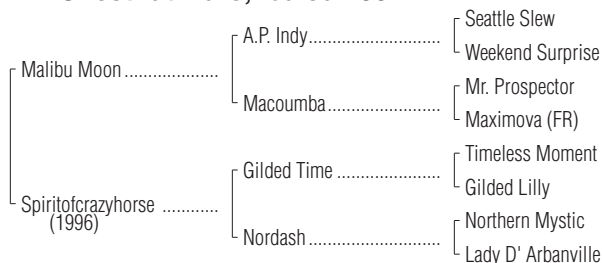 Seattle Slew
A.P. Indy
Weekend Surprise
Malibu Moon
Mr. Prospector
Macoumba
Maximova (FR)
Timeless Moment
Gilded Time
Gilded Lilly
Spiritofcrazyhorse
(1996)
Northern Mystic
Nordash
Lady D' Arbanville